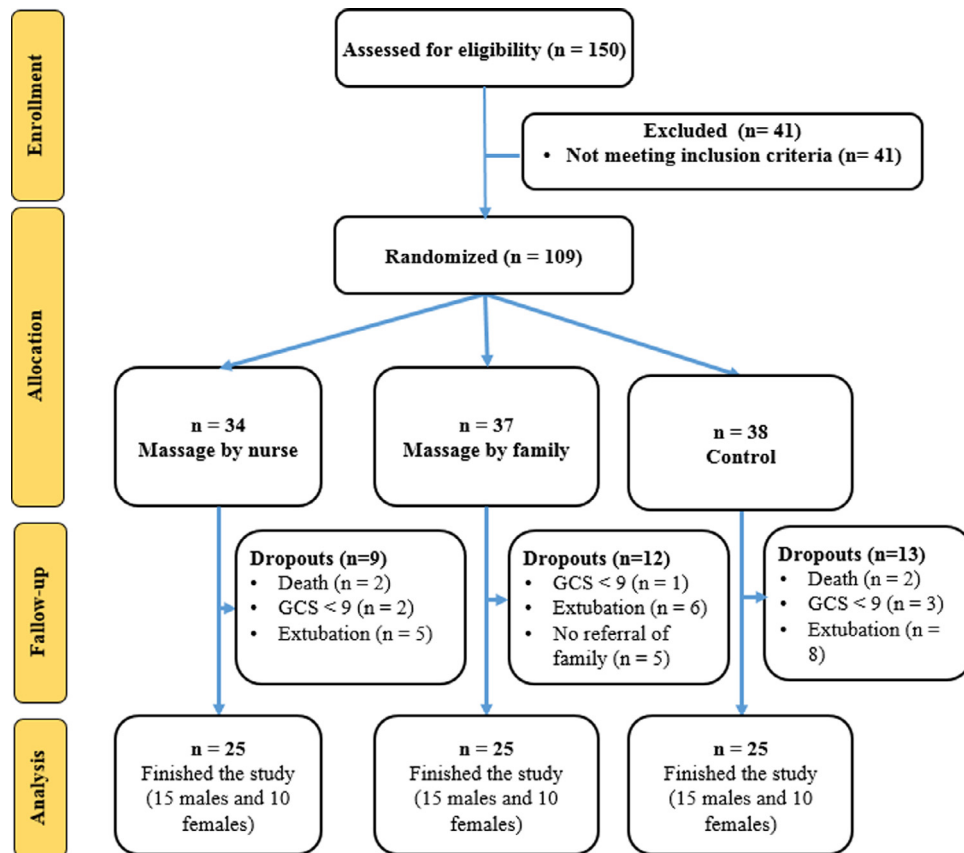 Enrollment
Assessed for eligibility (n = 150)
Excluded (n= 41)
• Not meeting inclusion criteria (n= 41)
Allocation
Randomized (n = 109)
n = 34
Massage by nurse
n = 37
Massage by family
n = 38
Control
Fallow-up
Dropouts (n=9)
• Death (n = 2)
• GCS < 9 (n = 2)
• Extubation (n = 5)
Dropouts (n=12)
• GCS < 9 (n = 1)
• Extubation (n = 6)
• No referral of
family (n = 5)
Dropouts (n=13)
• Death (n = 2)
• GCS < 9 (n = 3)
• Extubation (n =
8)
Analysis
n = 25
Finished the study
(15 males and 10
females)
n = 25
Finished the study
(15 males and 10
females)
n = 25
Finished the study
(15 males and 10
females)